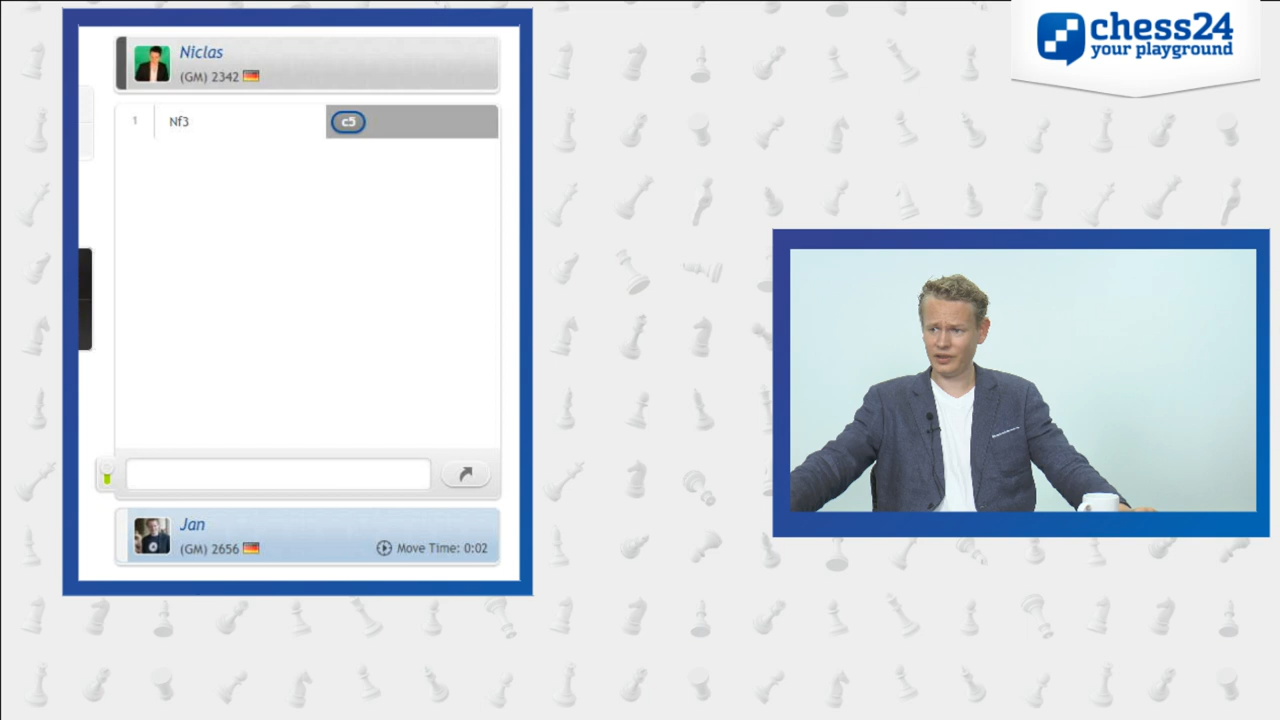 chess24
your playground
Niclas
(GM) 2342
1 Nf3 c5
Jan
(GM) 2656 Move Time: 0:02